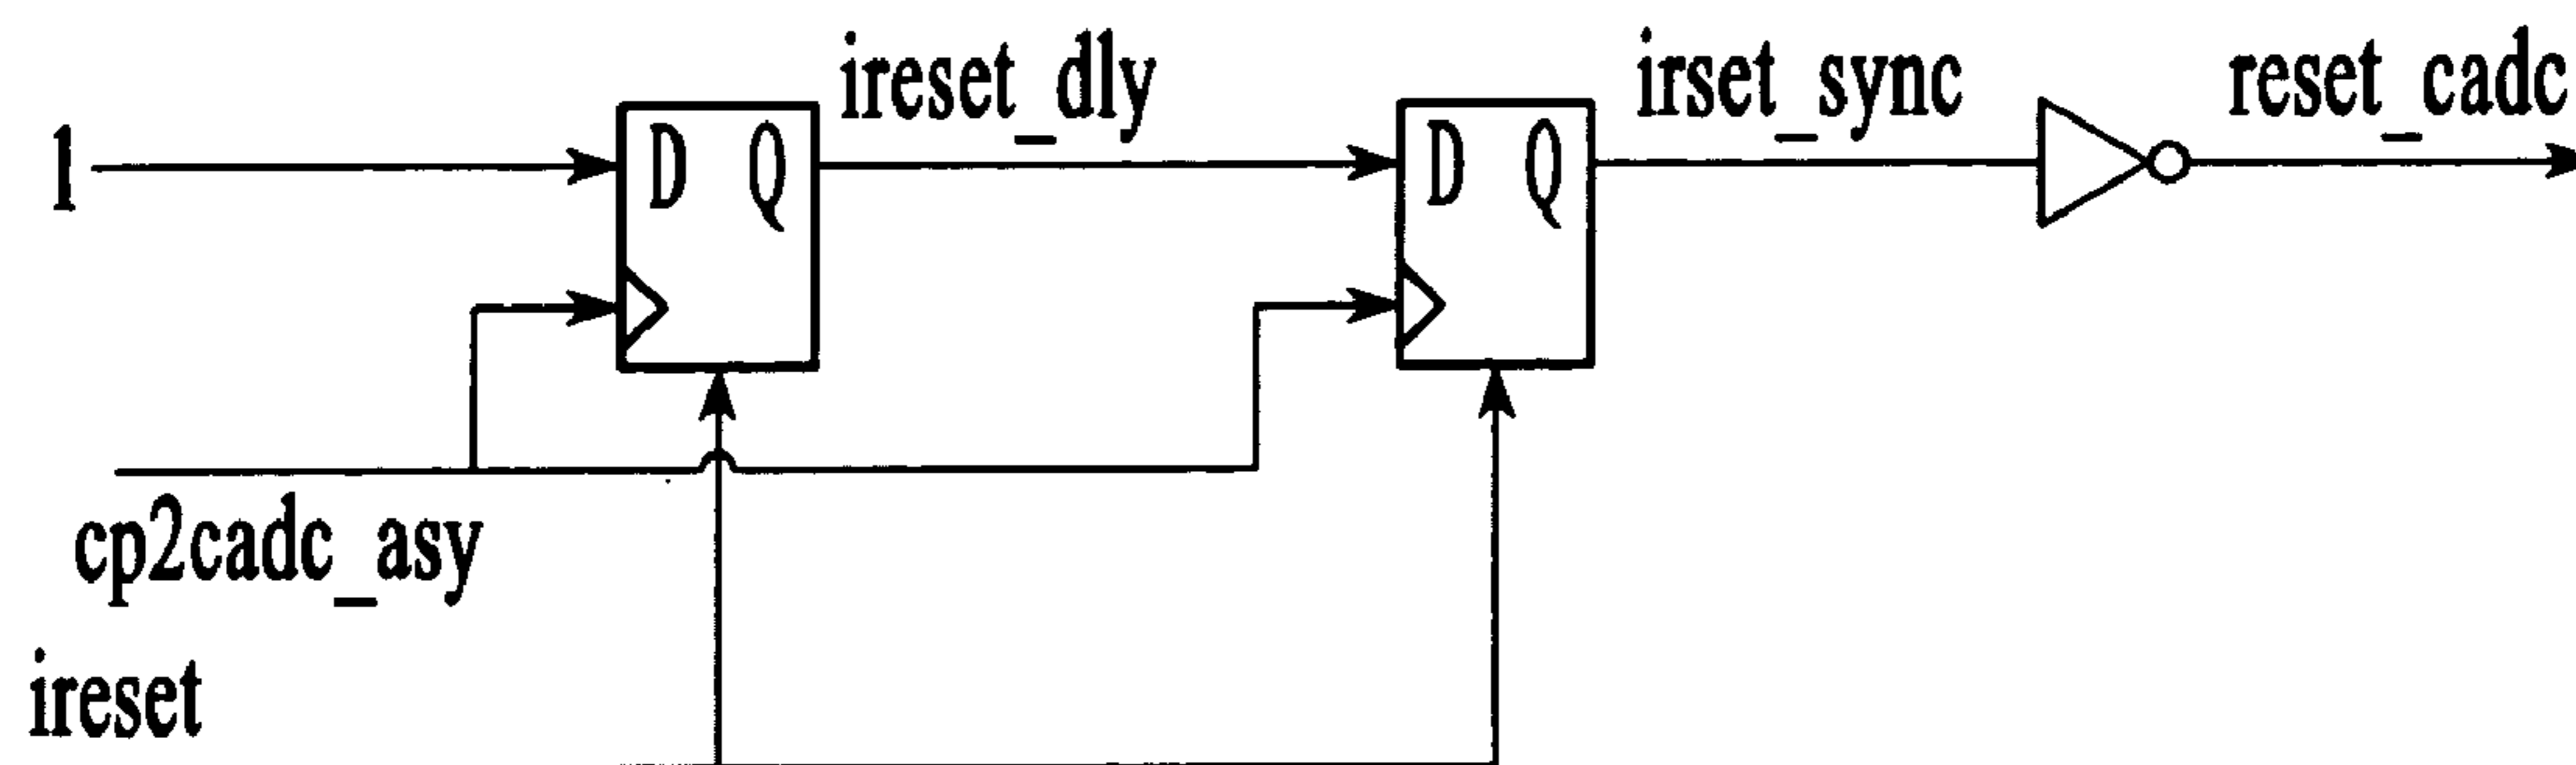 1
D Q
ireset_dly
D Q
irset_sync
reset_cadc
cp2cadc_asy
ireset